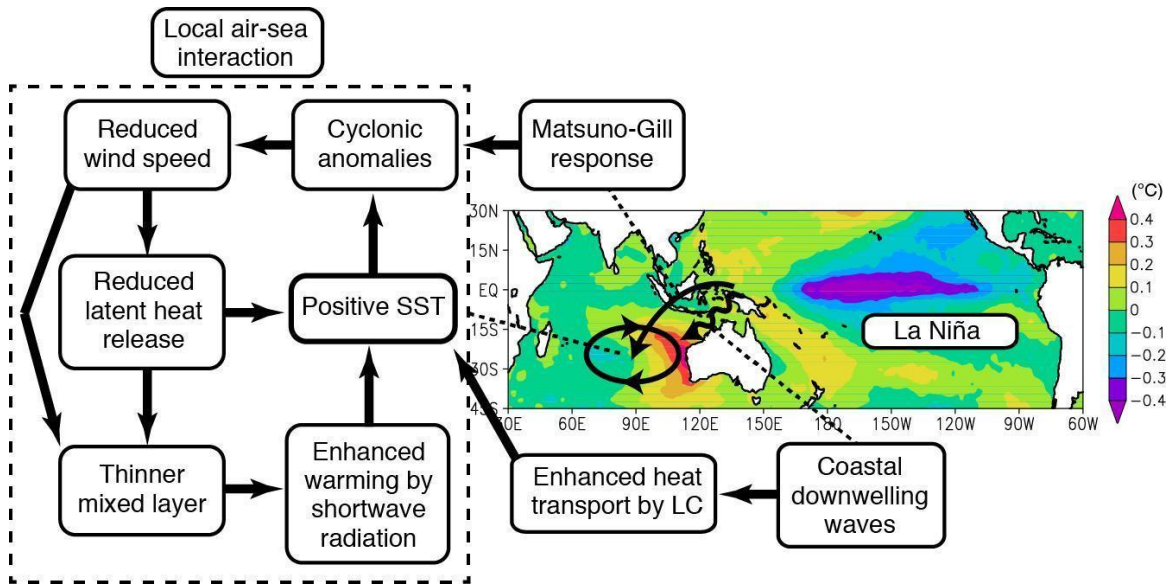 Local air-sea
interaction
Reduced
wind speed
Cyclonic
anomalies
Matsuno-Gill
response
Reduced
latent heat
release
Positive SST
Thinner
mixed layer
Enhanced
warming by
shortwave
radiation
Enhanced heat
transport by LC
Coastal
downwelling
waves
La Niña
30N
15N
EQ
15S
30S
45S
30E
60E
90E
120E
150E
180
150W
120W
90W
60W
(°C)
0.4
0.3
0.2
0.1
0
−0.1
−0.2
−0.3
−0.4